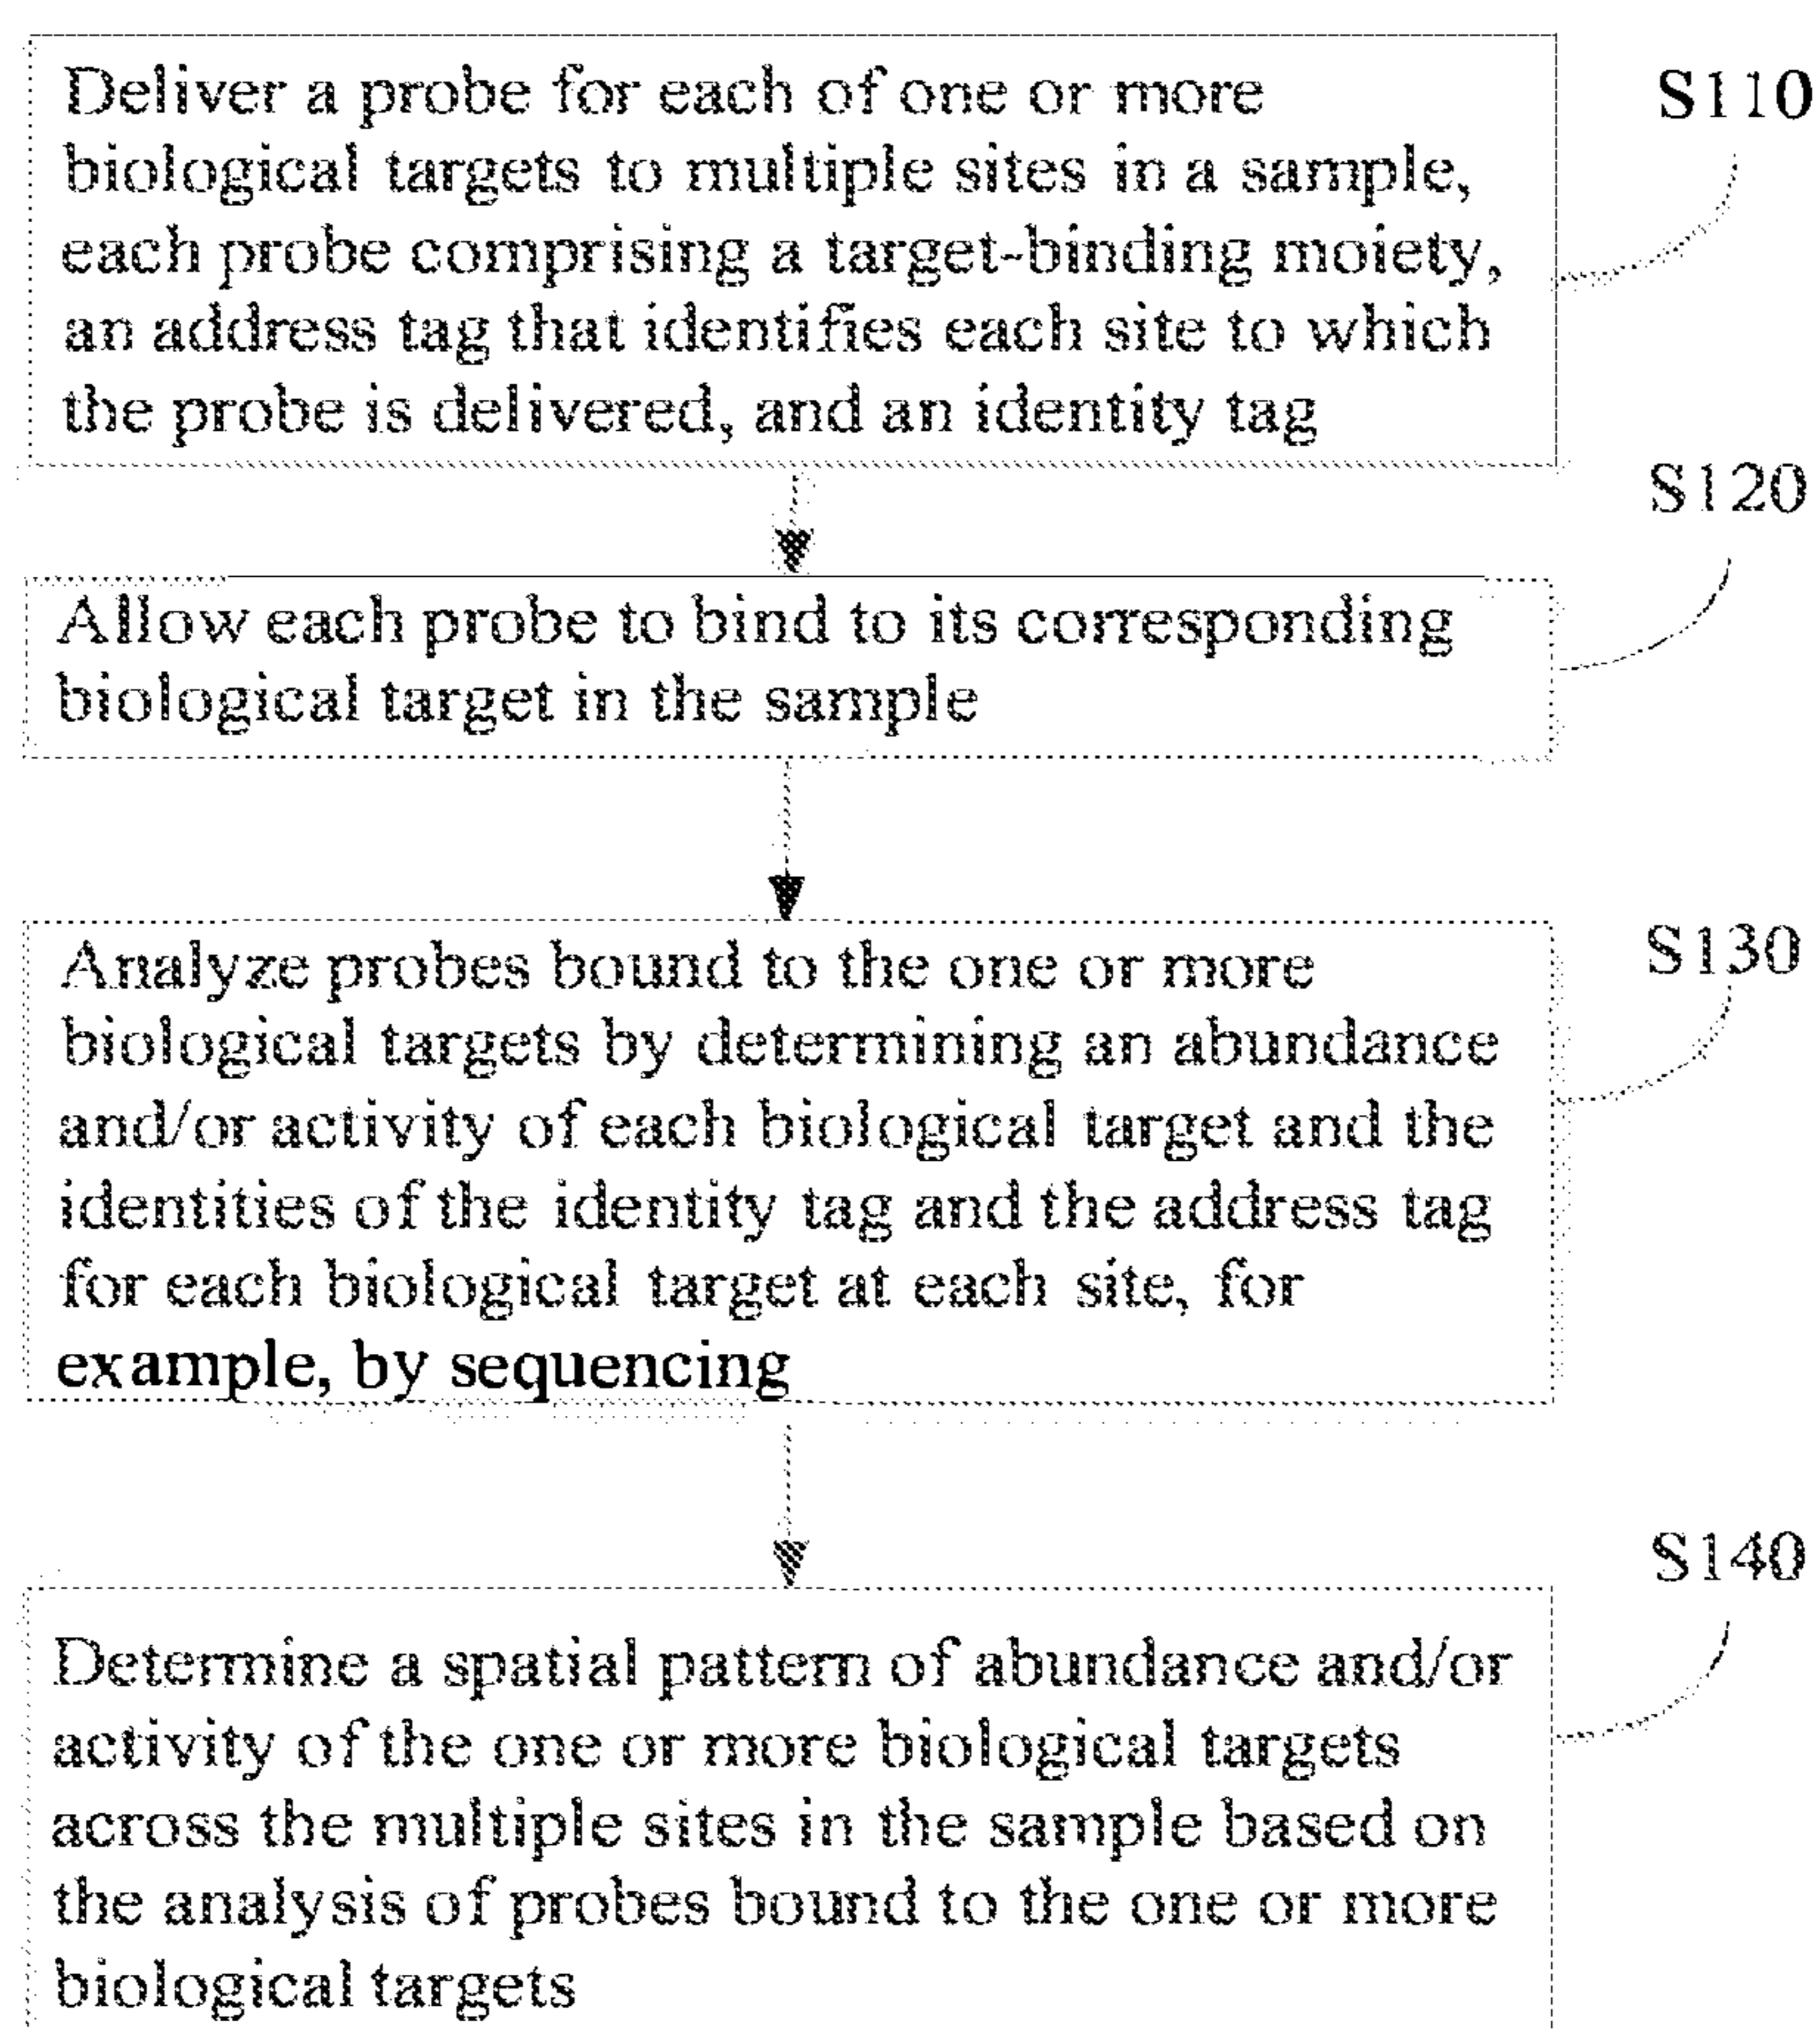 Deliver a probe for each of one or more
S110
biological targets to multiple sites in a sample,
each probe comprising a target-binding moiety,
an address tag that identifies each site to which
the probe is delivered, and an identity tag
S120
Allow each probe to bind to its corresponding
biological target in the sample
S130
Analyze probes bound to the one or more
biological targets by determining an abundance
and/or activity of each biological target and the
identities of the identity tag and the address tag
for each biological target at each site, for
example, by sequencing
S140
Determine a spatial pattern of abundance and/or
activity of the one or more biological targets
across the multiple sites in the sample based on
the analysis of probes bound to the one or more
biological targets